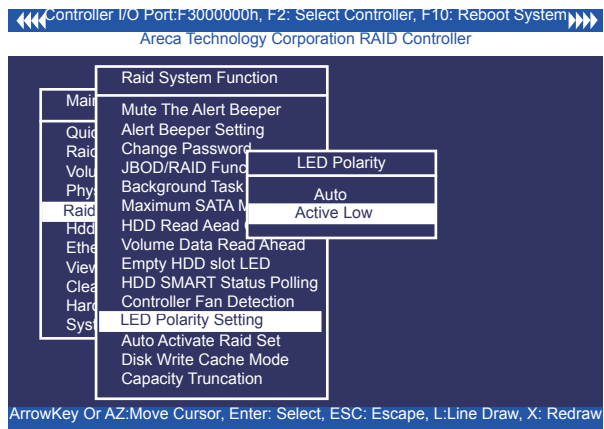 Controller I/O Port:F3000000h, F2: Select Controller, F10: Reboot System
Areca Technology Corporation RAID Controller
Raid System Function
Mute The Alert Beeper
Alert Beeper Setting
Change Password
JBOD/RAID Func
Background Task
Maximum SATA
HDD Read Aead
Volume Data Read Ahead
Empty HDD slot LED
HDD SMART Status Polling
Controller Fan Detection
LED Polarity Setting
Auto Activate Raid Set
Disk Write Cache Mode
Capacity Truncation
Mai
Quic
Raid
Volu
Phys
Raid
Hdd
Ethe
View
Clea
Hard
Syst
LED Polarity
Auto
Active Low
ArrowKey Or AZ:Move Cursor, Enter: Select, ESC: Escape, L:Line Draw, X: Redraw